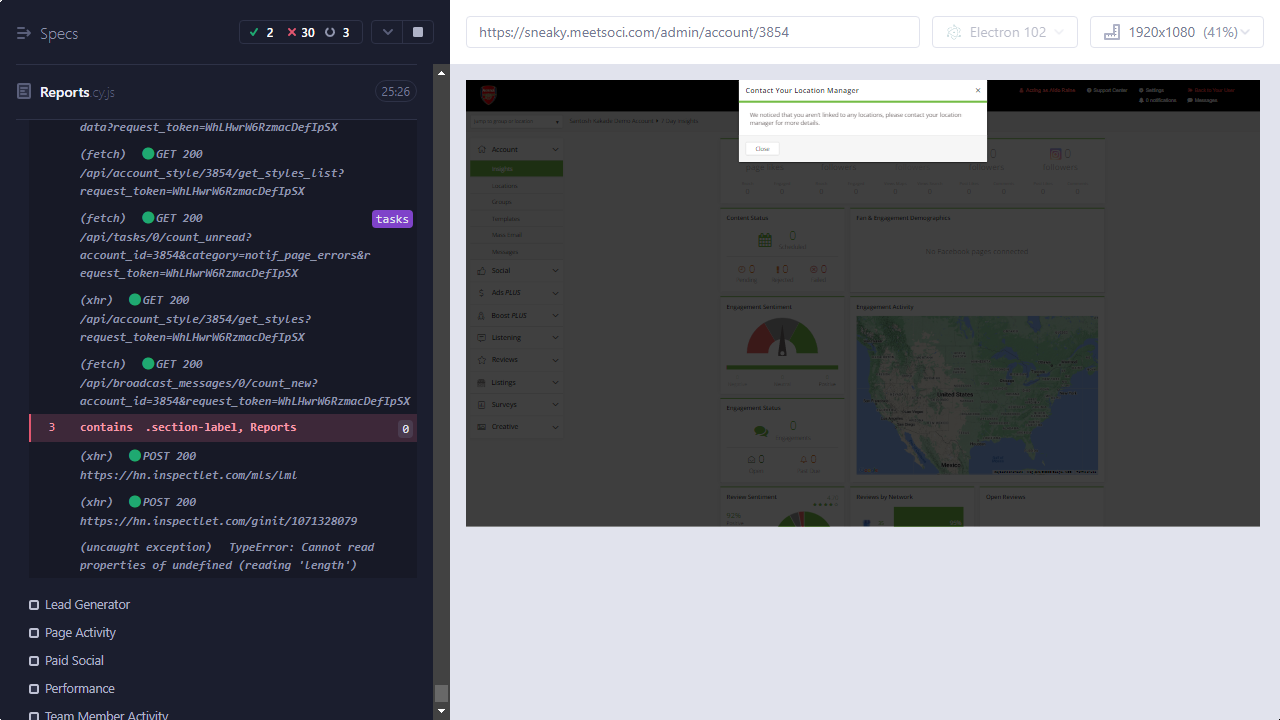 Specs
2
30
3
https://sneaky.meetsoci.com/admin/account/3854
Electron 102
1920x1080 (41%)
Reports.cy.js
25:26
data?request_token=WhLHwrW6RzmacDefIpSX
(fetch) GET 200
/api/account_style/3854/get_styles_list?
request_token=WhLHwrW6RzmacDefIpSX
(fetch) GET 200
tasks
/api/tasks/0/count_unread?
account_id=3854&category=notif_page_errors&r
equest_token=WhLHwrW6RzmacDefIpSX
(xhr) GET 200
/api/account_style/3854/get_styles?
request_token=WhLHwrW6RzmacDefIpSX
(fetch) GET 200
/api/broadcast_messages/0/count_new?
account_id=3854&request_token=WhLHwrW6RzmacDefIpSX
3 contains .section-label, Reports 0
(xhr) POST 200
https://hn.inspectlet.com/mls/lml
(xhr) POST 200
https://hn.inspectlet.com/ginit/1071328079
(uncaught exception) TypeError: Cannot read
properties of undefined (reading 'length')
Lead Generator
Page Activity
Paid Social
Performance
Team Member Activity
Contact Your Location Manager
We noticed that you aren't linked to any locations, please contact your location
manager for more details.
Close
Support Center
Settings
0 notifications
Messages
Account
Insights
Locations
Groups
Templates
Messages
Social
Ads PLUS
Boost PLUS
Listening
Reviews
Listings
Surveys
Creative
Content Status
0
Scheduled
Fan & Engagement Demographics
No Facebook pages connected
Engagement Sentiment
Engagement Activity
United States
Mexico
Engagement Status
0
Engagements
Review Sentiment
92%
Reviews by Network
Open Reviews